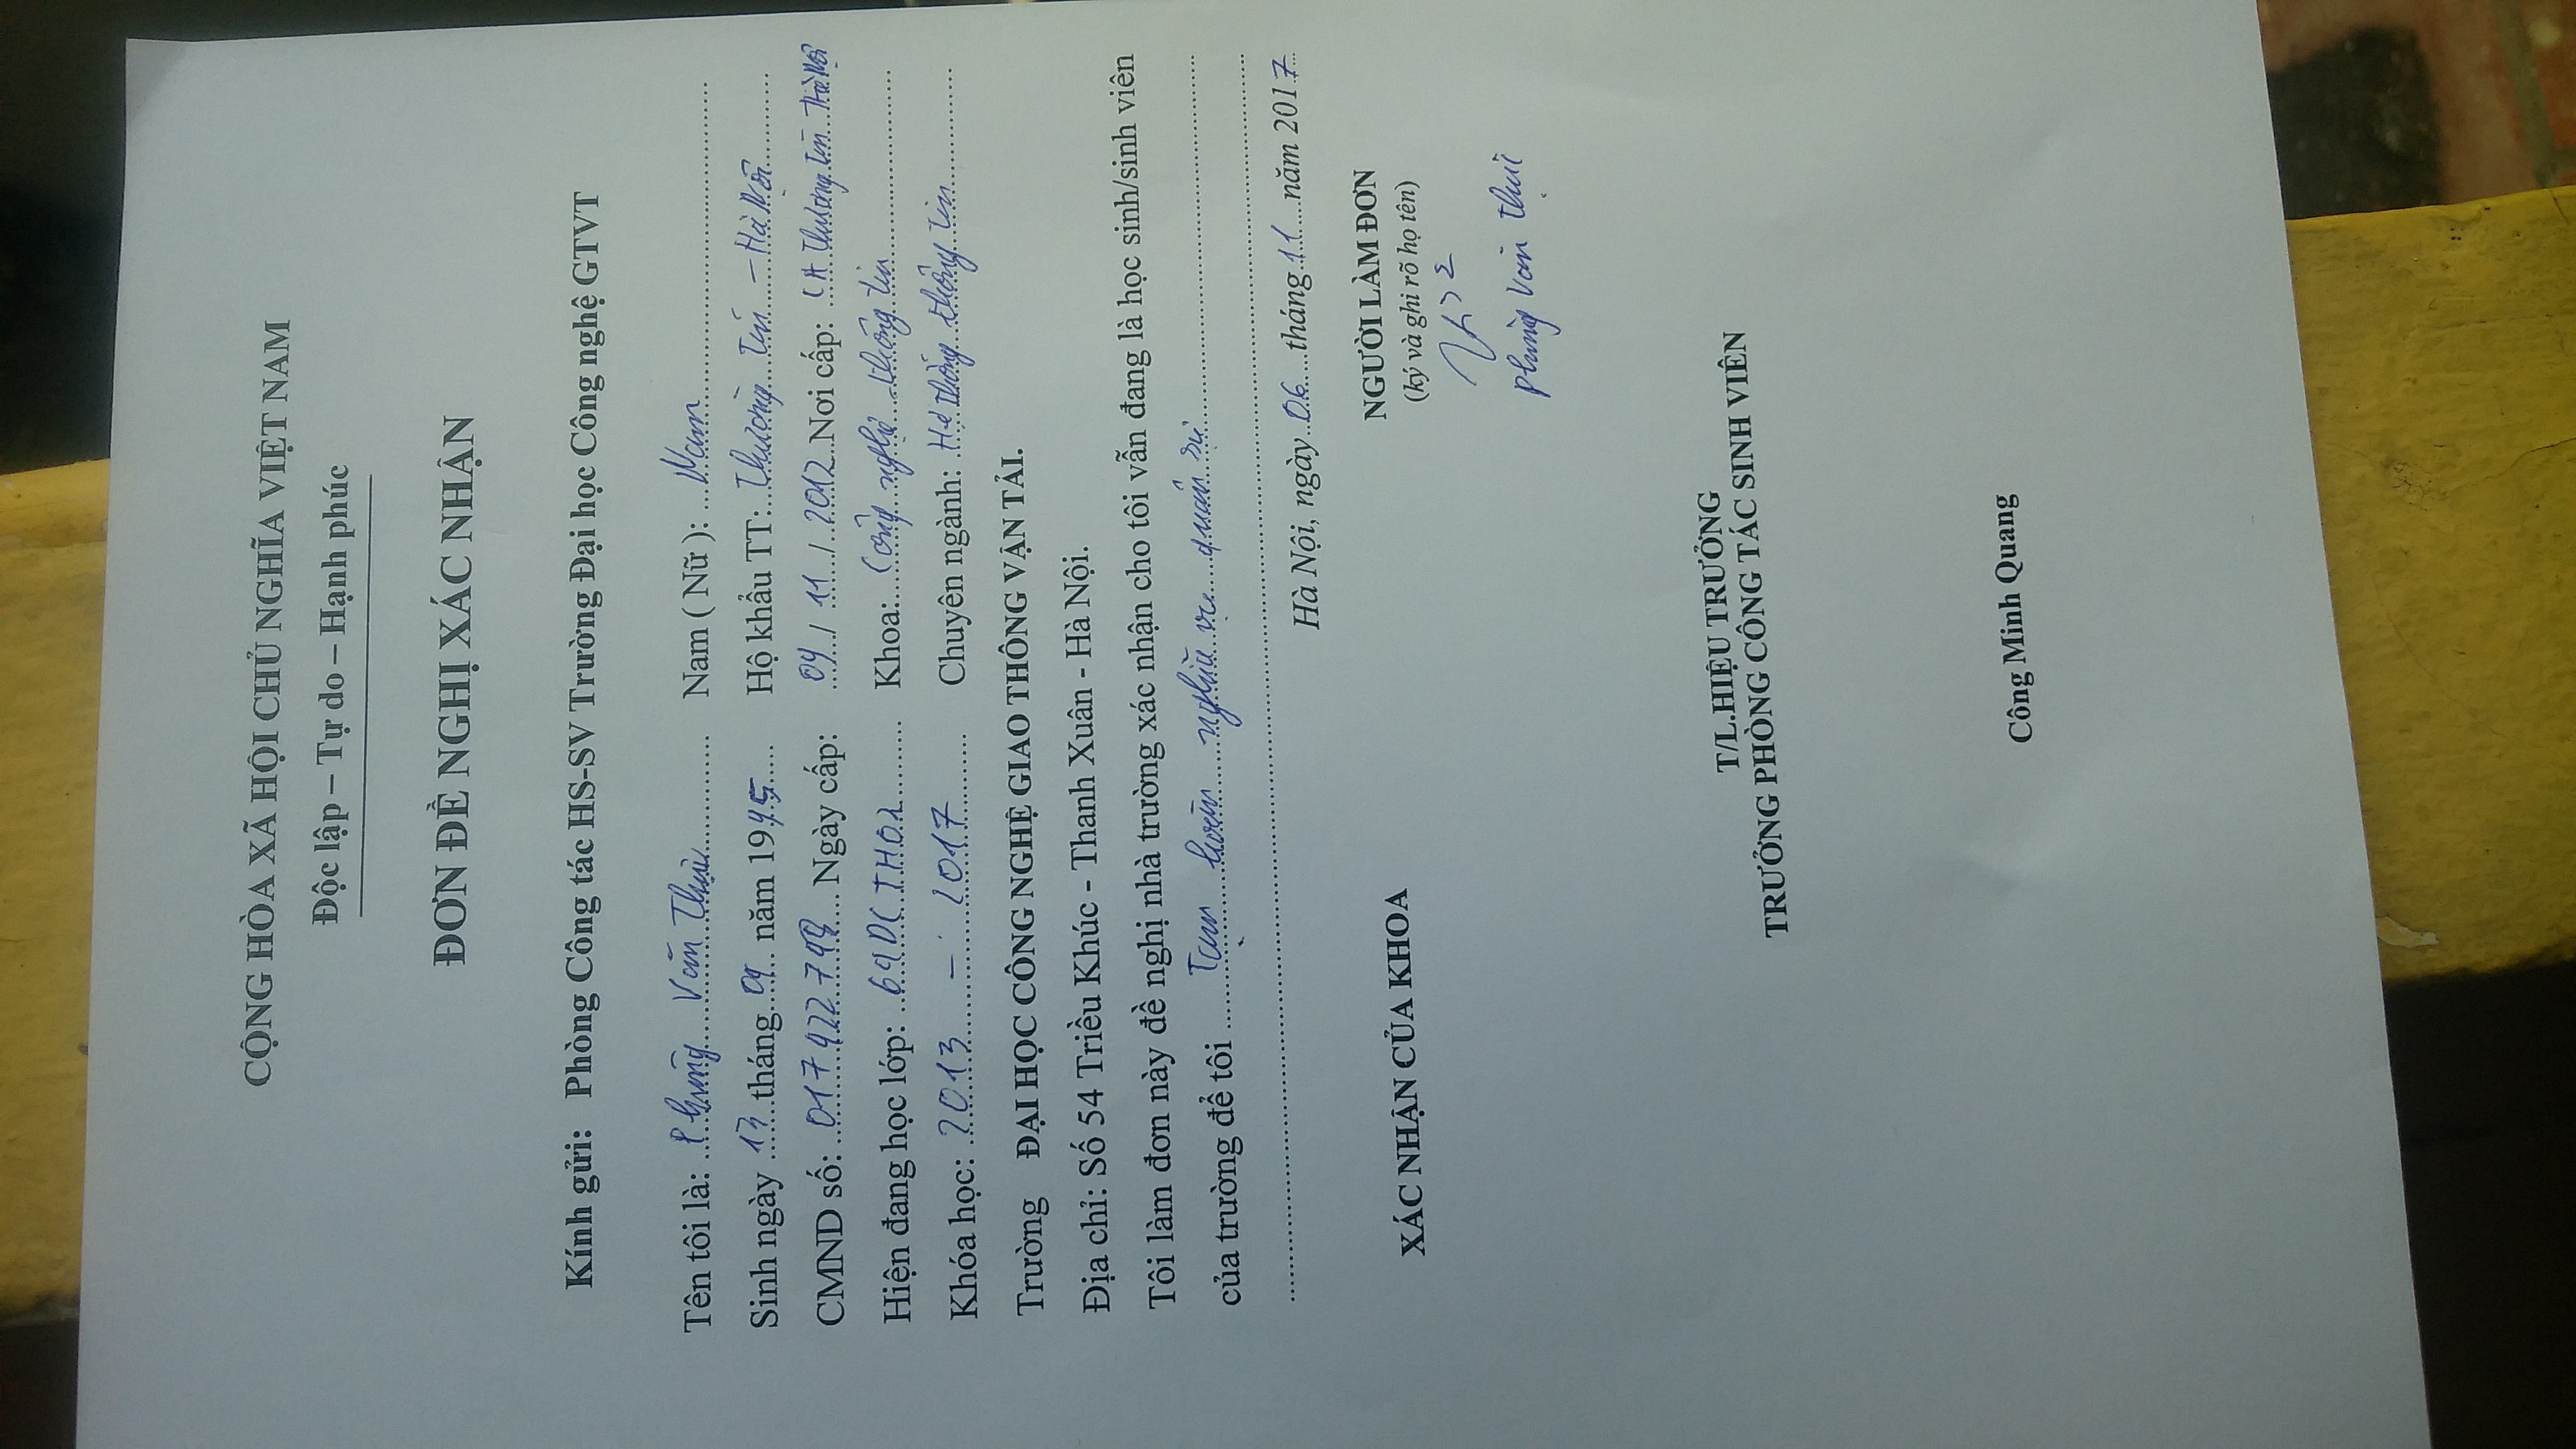 CỘNG HÒA XÃ HỘI CHỦ NGHĨA VIỆT NAM
Độc lập – Tự do – Hạnh phúc
ĐƠN ĐỀ NGHỊ XÁC NHẬN
Kính gửi: Phòng Công tác HS-SV Trường Đại học Công nghệ GTVT
Tên tôi là: Phùng Văn Thụi Nam ( Nữ ): Nam
Sinh ngày 13 tháng 09 năm 1995 Hộ khẩu TT: Thường Tín - Hà Nội
CMND số: Ngày cấp: 09 / 11 / 2012 Nơi cấp: CA Thường Tín Hà Nội
Hiện đang học lóp: 64DCTH02 Khoa: Công nghệ thông tin
Khóa học: 2013 - 2017 Chuyên ngành: Hệ thống thông tin
Trường ĐẠI HỌC CÔNG NGHỆ GIAO THÔNG VẬN TẢI.
Địa chỉ: Số 54 Triều Khúc - Thanh Xuân - Hà Nội.
Tôi làm đơn này đề nghị nhà trường xác nhận cho tôi vẫn đang là học sinh/sinh viên
của trường để tôi Tạm hoãn nghĩa vụ quân sự
Hà Nội, ngày 06 tháng 11 năm 2017
XÁC NHẬN CỦA KHOA NGƯỜI LÀM ĐƠN
(ký và ghi rõ họ tên)
Phùng Văn Thụi
T/L.HIỆU TRƯỞNG
TRƯỞNG PHÒNG CÔNG TÁC SINH VIÊN
Công Minh Quang